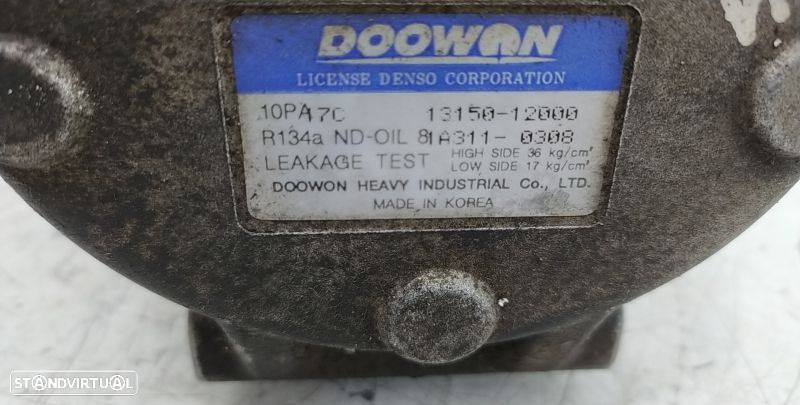 DOOWON
LICENSE DENSO CORPORATION
10PA17C 13150-12000
R134a ND-OIL 8 1A311-0308
LEAKAGE TEST HIGH SIDE 36 kg/cm²
LOW SIDE 17 kg/cm²
DOOWON HEAVY INDUSTRIAL Co., LTD.
MADE IN KOREA
STANDVIRTUAL